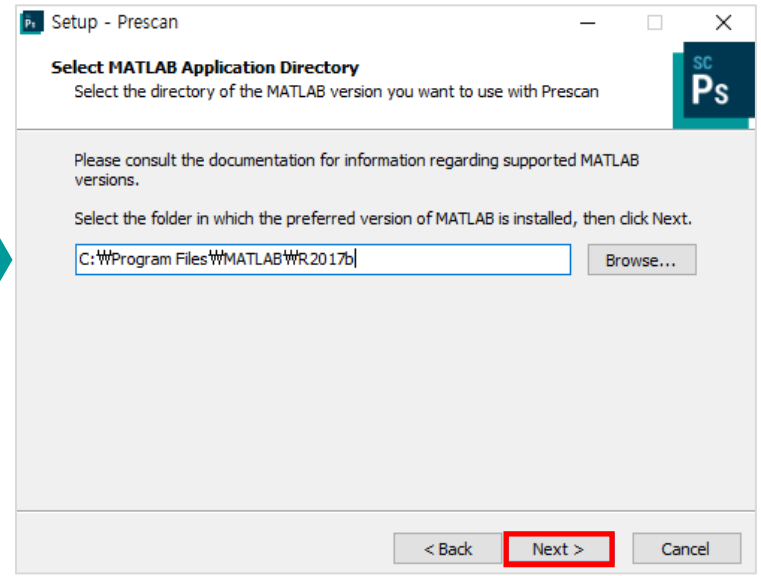 Ps Setup - Prescan
Select MATLAB Application Directory
Select the directory of the MATLAB version you want to use with Prescan
SC
Ps
Please consult the documentation for information regarding supported MATLAB
versions.
Select the folder in which the preferred version of MATLAB is installed, then click Next.
C:₩Program Files₩MATLAB₩R2017b
Browse...
< Back Next > Cancel